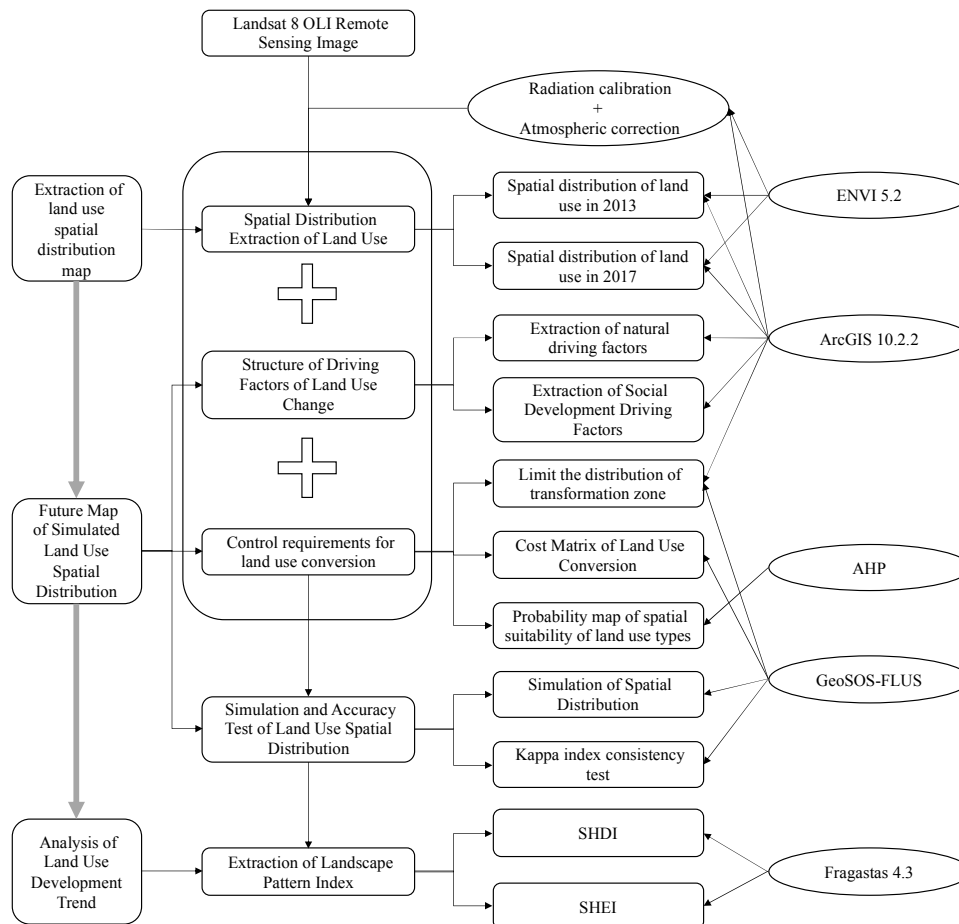 Landsat 8 OLI Remote
Sensing Image
Radiation calibration
+
Atmospheric correction
Extraction of
land use
spatial
distribution
map
Spatial Distribution
Extraction of Land Use
Spatial distribution of land
use in 2013
ENVI 5.2
Spatial distribution of land
use in 2017
Structure of Driving
Factors of Land Use
Change
Extraction of natural
driving factors
ArcGIS 10.2.2
Extraction of Social
Development Driving
Factors
Future Map
of Simulated
Land Use
Spatial
Distribution
Control requirements for
land use conversion
Limit the distribution of
transformation zone
Cost Matrix of Land Use
Conversion
AHP
Probability map of spatial
suitability of land use types
Simulation and Accuracy
Test of Land Use Spatial
Distribution
Simulation of Spatial
Distribution
GeoSOS-FLUS
Kappa index consistency
test
Analysis of
Land Use
Development
Trend
Extraction of Landscape
Pattern Index
SHDI
Fragastas 4.3
SHEI